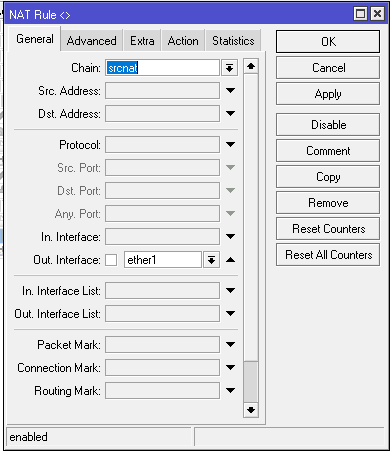 NAT Rule <>
General Advanced Extra Action Statistics
Chain: srcnat
Src. Address:
Dst. Address:
Protocol:
Src. Port:
Dst. Port:
Any. Port:
In. Interface:
Out. Interface: ether1
In. Interface List:
Out. Interface List:
Packet Mark:
Connection Mark:
Routing Mark:
OK
Cancel
Apply
Disable
Comment
Copy
Remove
Reset Counters
Reset All Counters
enabled